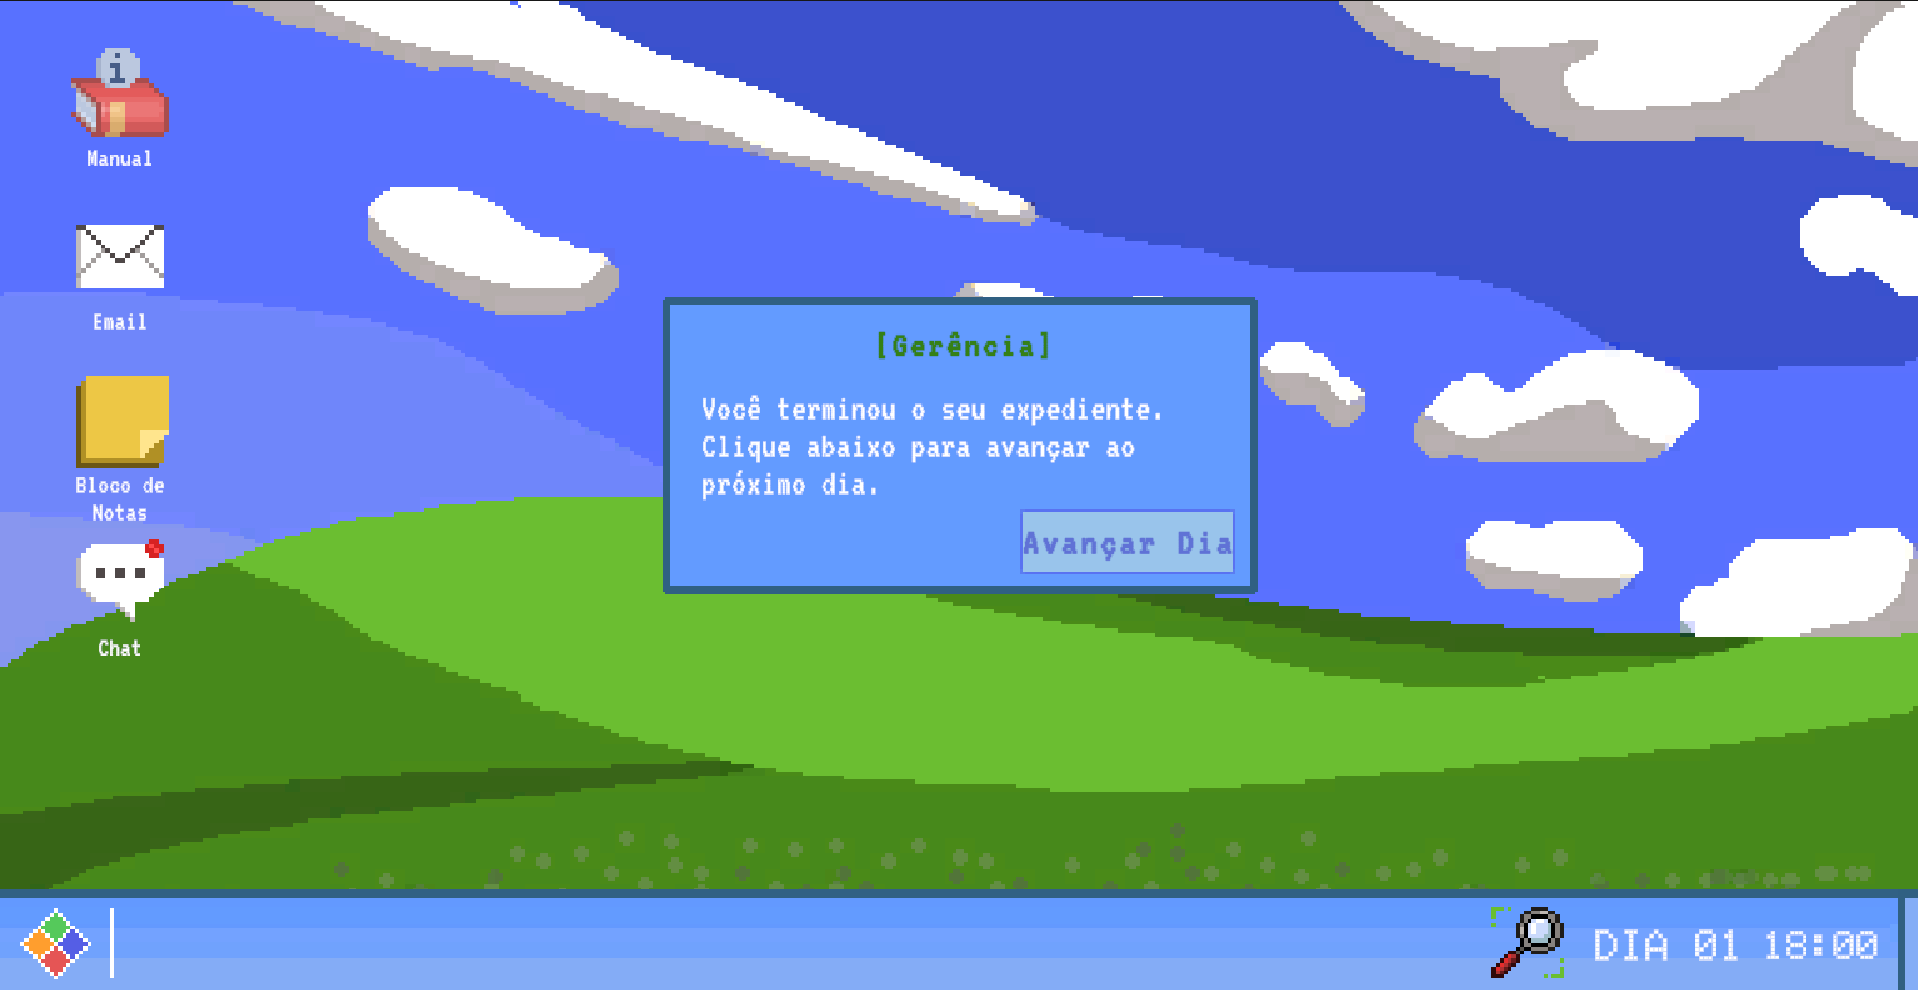 i
Manual
Email
Bloco de
Notas
Chat
[Gerência]
Você terminou o seu expediente.
Clique abaixo para avançar ao
próximo dia.
Avançar Dia
DIA 01 18:00